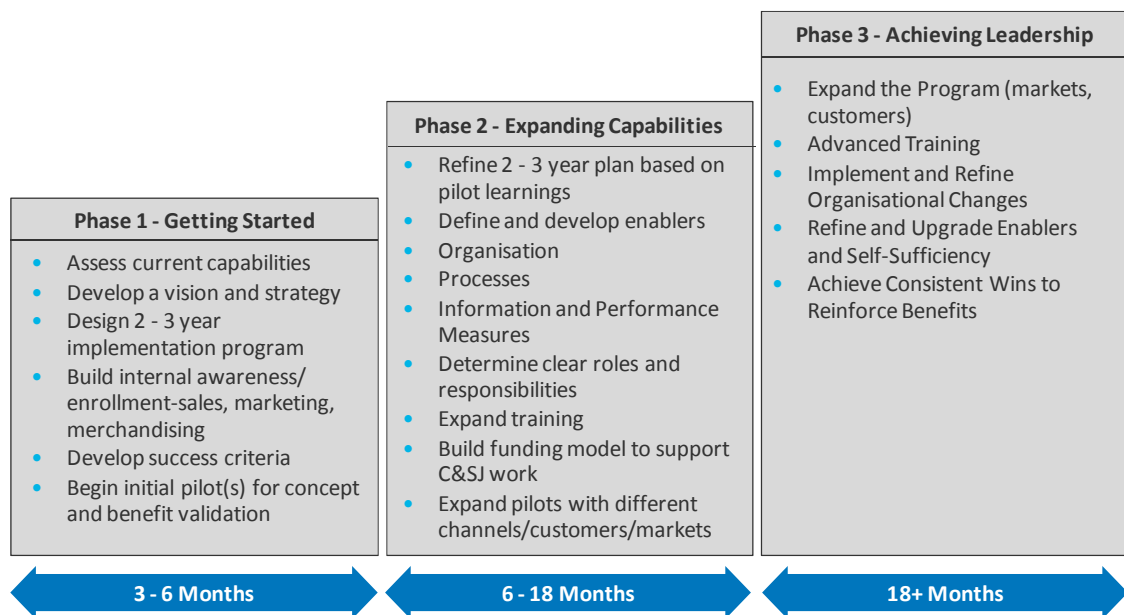 Phase 1 - Getting Started
Assess current capabilities
Develop a vision and strategy
Design 2 - 3 year
implementation program
Build internal awareness/
enrollment-sales, marketing,
merchandising
Develop success criteria
Begin initial pilot(s) for concept
and benefit validation
3 - 6 Months
Phase 2 - Expanding Capabilities
Refine 2 - 3 year plan based on
pilot learnings
Define and develop enablers
Organisation
Processes
Information and Performance
Measures
Determine clear roles and
responsibilities
Expand training
Build funding model to support
C&SJ work
Expand pilots with different
channels/customers/markets
6 - 18 Months
Phase 3 - Achieving Leadership
Expand the Program (markets,
customers)
Advanced Training
Implement and Refine
Organisational Changes
Refine and Upgrade Enablers
and Self-Sufficiency
Achieve Consistent Wins to
Reinforce Benefits
18+ Months